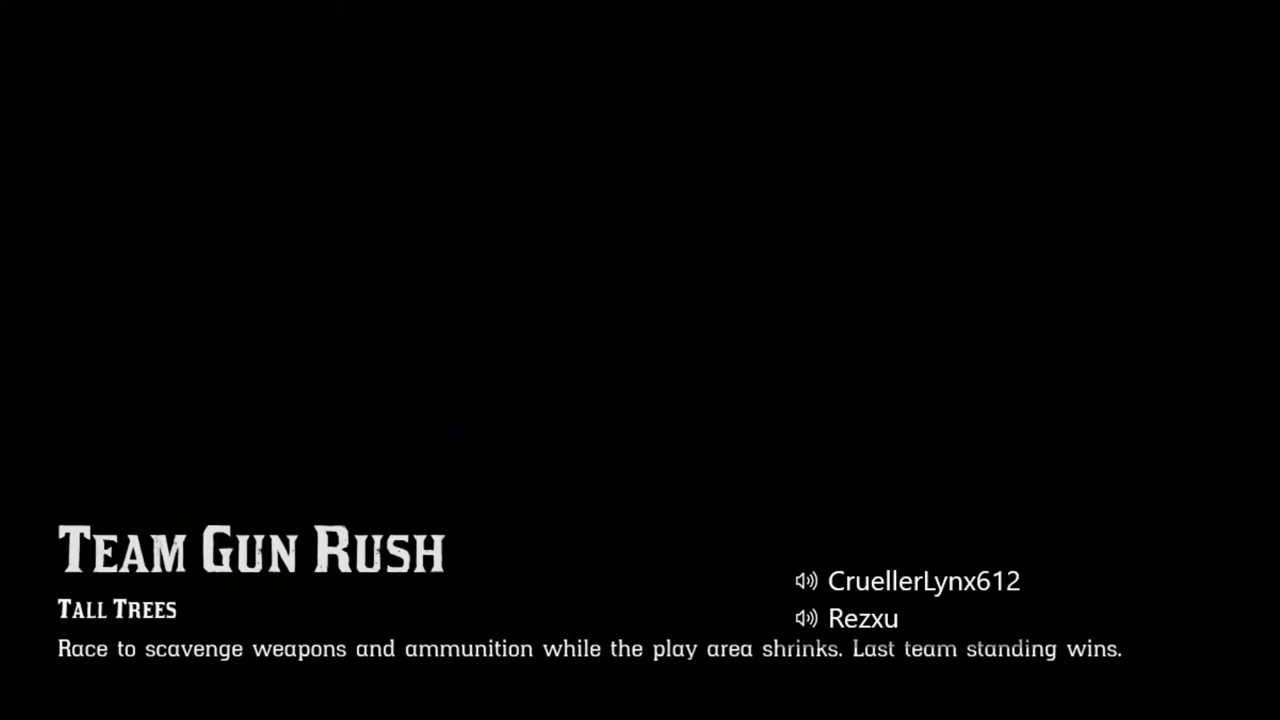 TEAM GUN RUSH
TALL TREES
CruellerLynx612
Rezxu
Race to scavenge weapons and ammunition while the play area shrinks. Last team standing wins.